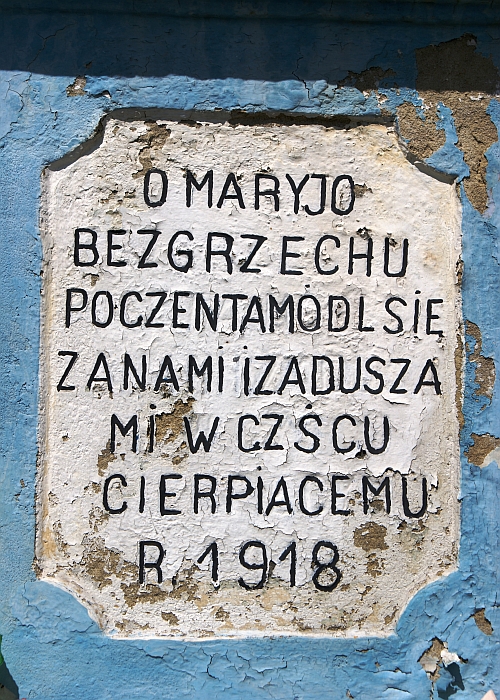 O MARYJO
BEZGRZECHU
POCZENTAMODLSIĘ
ZANAMi iZADUSZA
Mi W CZSCU
CIERPiACEMU
R. 1918